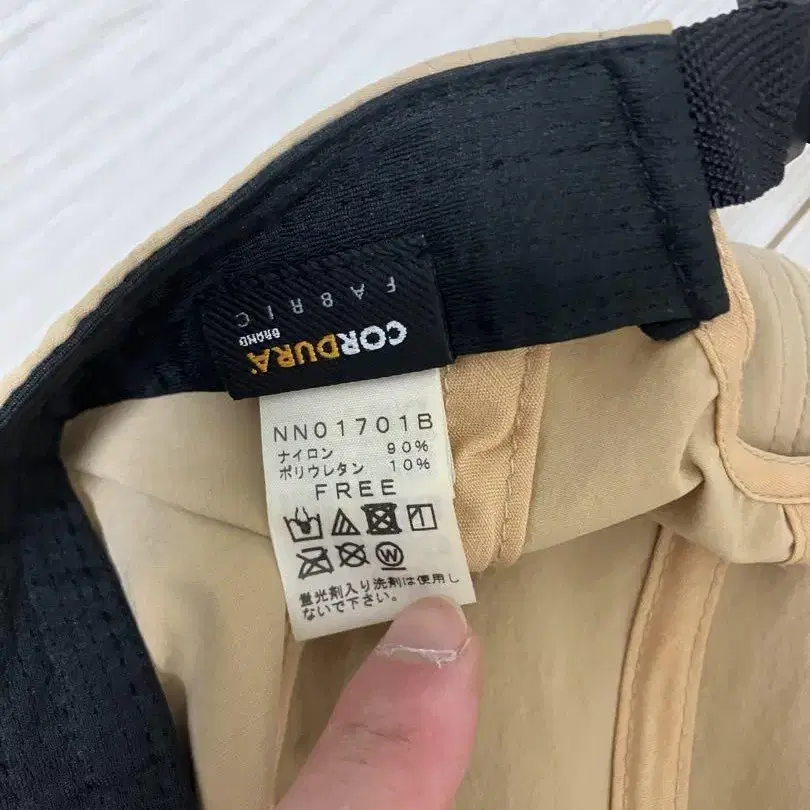 CORDURA
BRAND
FABRIC
NN01701B
ナイロン 90%
ポリウレタン 10%
FREE
W
蛍光剤入り洗剤は使用し
ないで下さい。